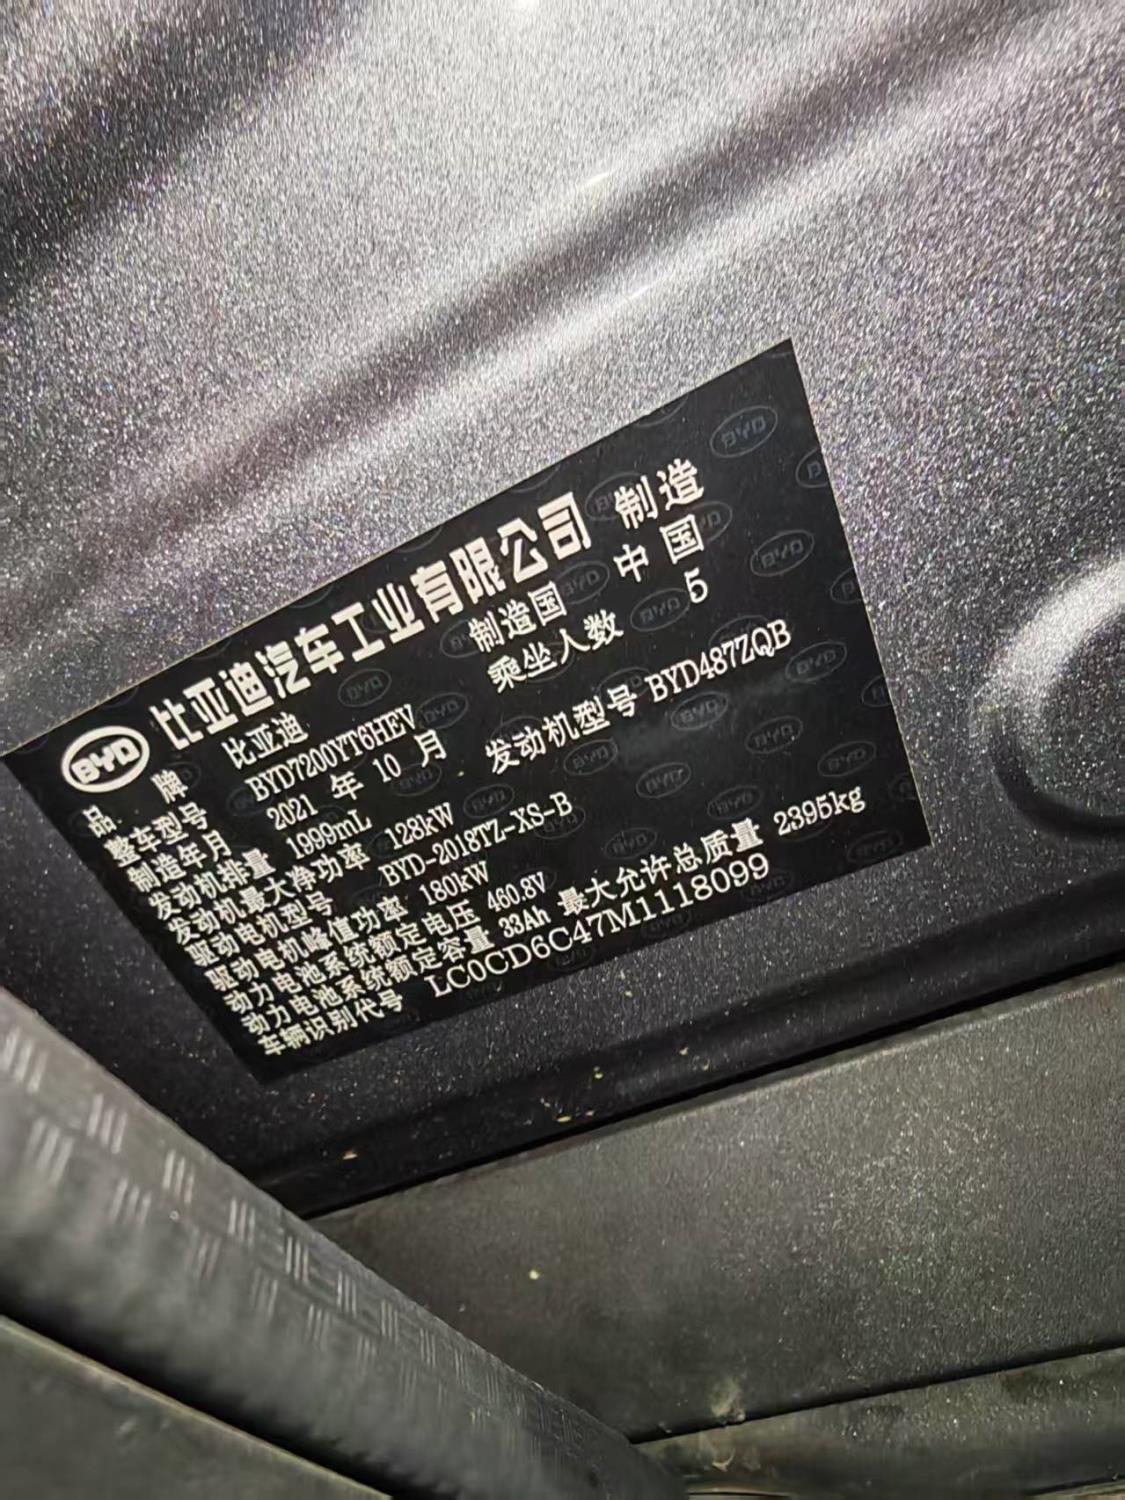 BYD 比亚迪汽车工业有限公司 制造
品牌 比亚迪 制造国 中国
整车型号 BYD7200YT6HEV 乘坐人数 5
制造年月 2021 年 10 月
发动机排量 1999mL 发动机型号 BYD487ZQB
发动机最大净功率 128kW
驱动电机型号 BYD-2018TZ-XS-B
驱动电机峰值功率 180kW
动力电池系统额定电压 460.8V
动力电池系统额定容量 33Ah 最大允许总质量 2395kg
车辆识别代号 LC0CD6C47M1118099